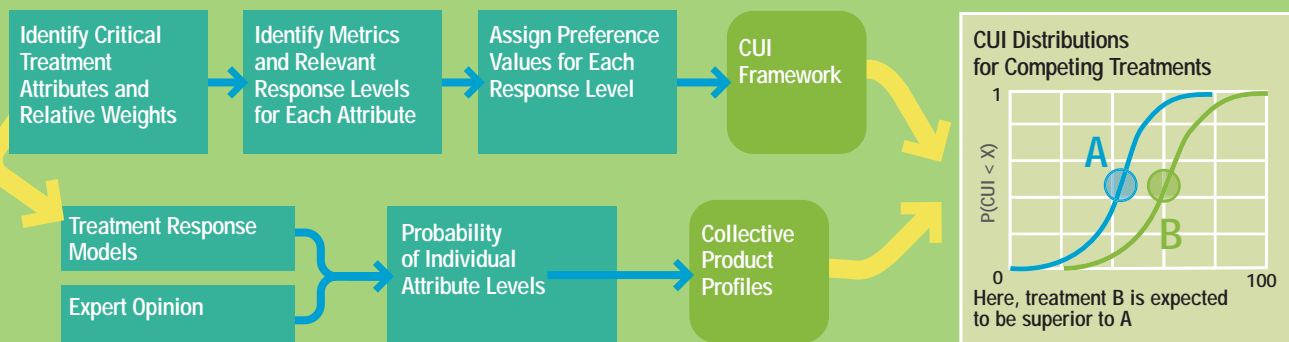 Identify Critical
Treatment
Attributes and
Relative Weights
Identify Metrics
and Relevant
Response Levels
for Each Attribute
Assign Preference
Values for Each
Response Level
CUI
Framework
Treatment Response
Models
Expert Opinion
Probability
of Individual
Attribute Levels
Collective
Product
Profiles
CUI Distributions
for Competing Treatments
1
P(CUI < X)
A
B
0
100
Here, treatment B is expected
to be superior to A